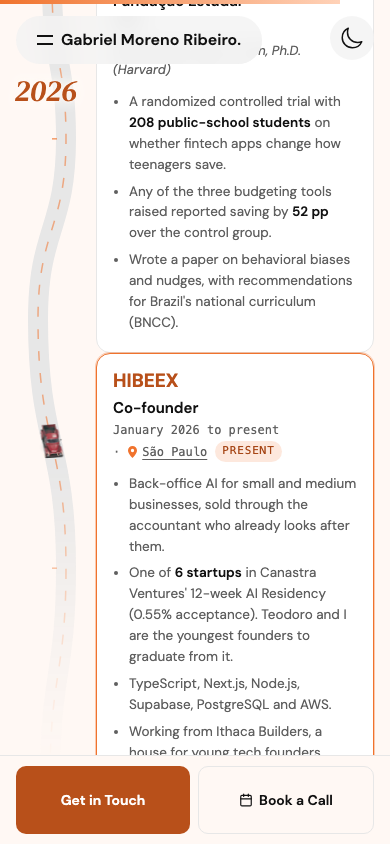 Fundação Estadual
Gabriel Moreno Ribeiro.
n, Ph.D.
(Harvard)
2026
• A randomized controlled trial with
208 public-school students on
whether fintech apps change how
teenagers save.
• Any of the three budgeting tools
raised reported saving by 52 pp
over the control group.
• Wrote a paper on behavioral biases
and nudges, with recommendations
for Brazil's national curriculum
(BNCC).
HIBEEX
Co-founder
January 2026 to present
· São Paulo PRESENT
• Back-office AI for small and medium
businesses, sold through the
accountant who already looks after
them.
• One of 6 startups in Canastra
Ventures' 12-week AI Residency
(0.55% acceptance). Teodoro and I
are the youngest founders to
graduate from it.
• TypeScript, Next.js, Node.js,
Supabase, PostgreSQL and AWS.
• Working from Ithaca Builders, a
house for young tech founders
Get in Touch
Book a Call